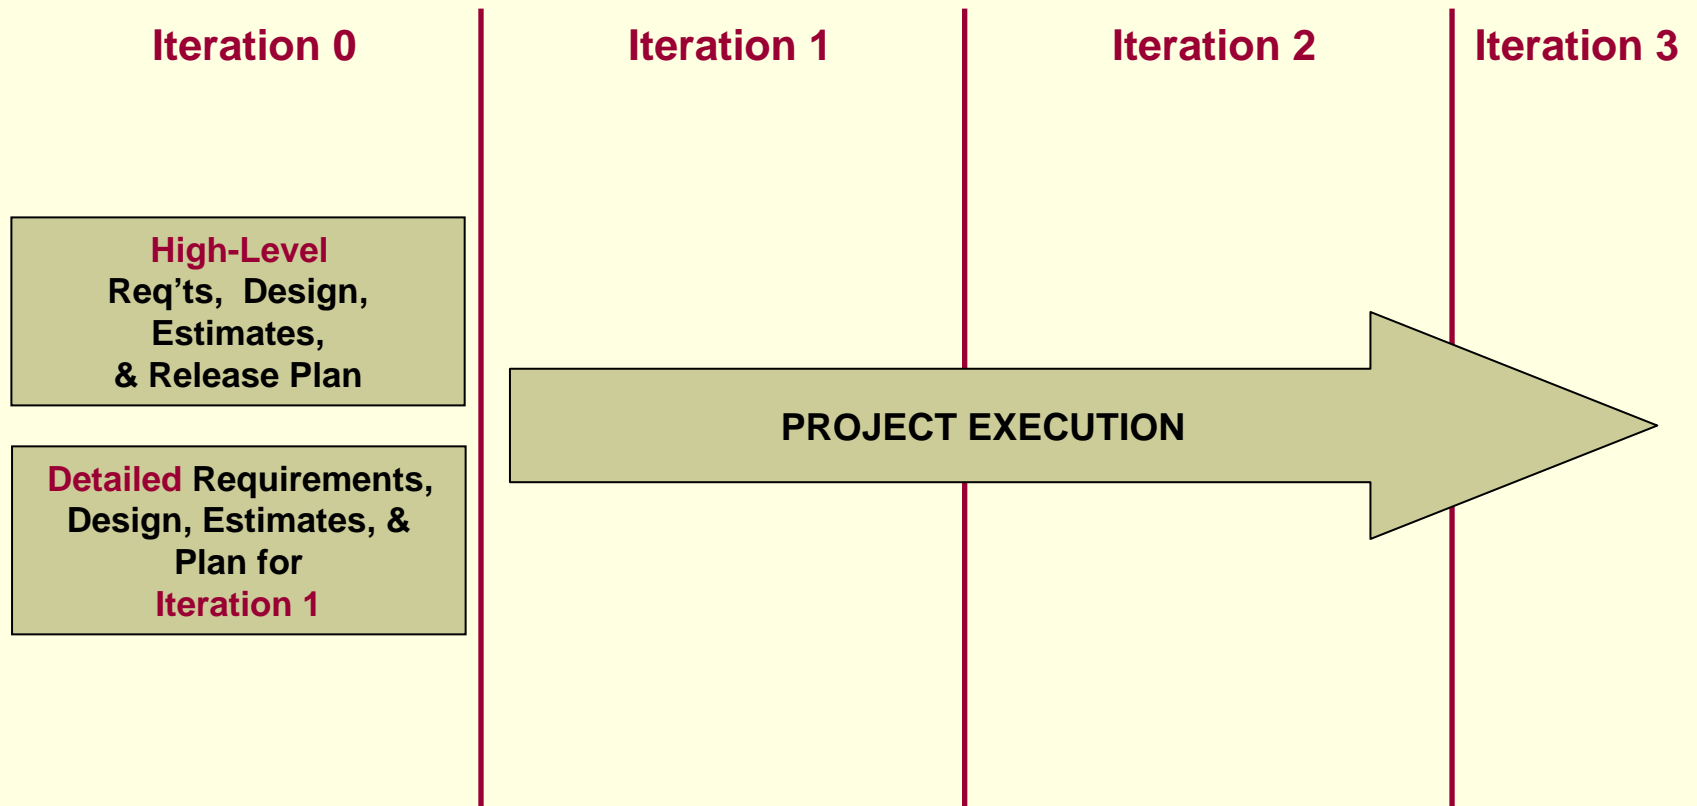 Iteration 0
Iteration 1
Iteration 2
Iteration 3
High-Level
Req’ts, Design,
Estimates,
& Release Plan
PROJECT EXECUTION
Detailed Requirements,
Design, Estimates, &
Plan for
Iteration 1